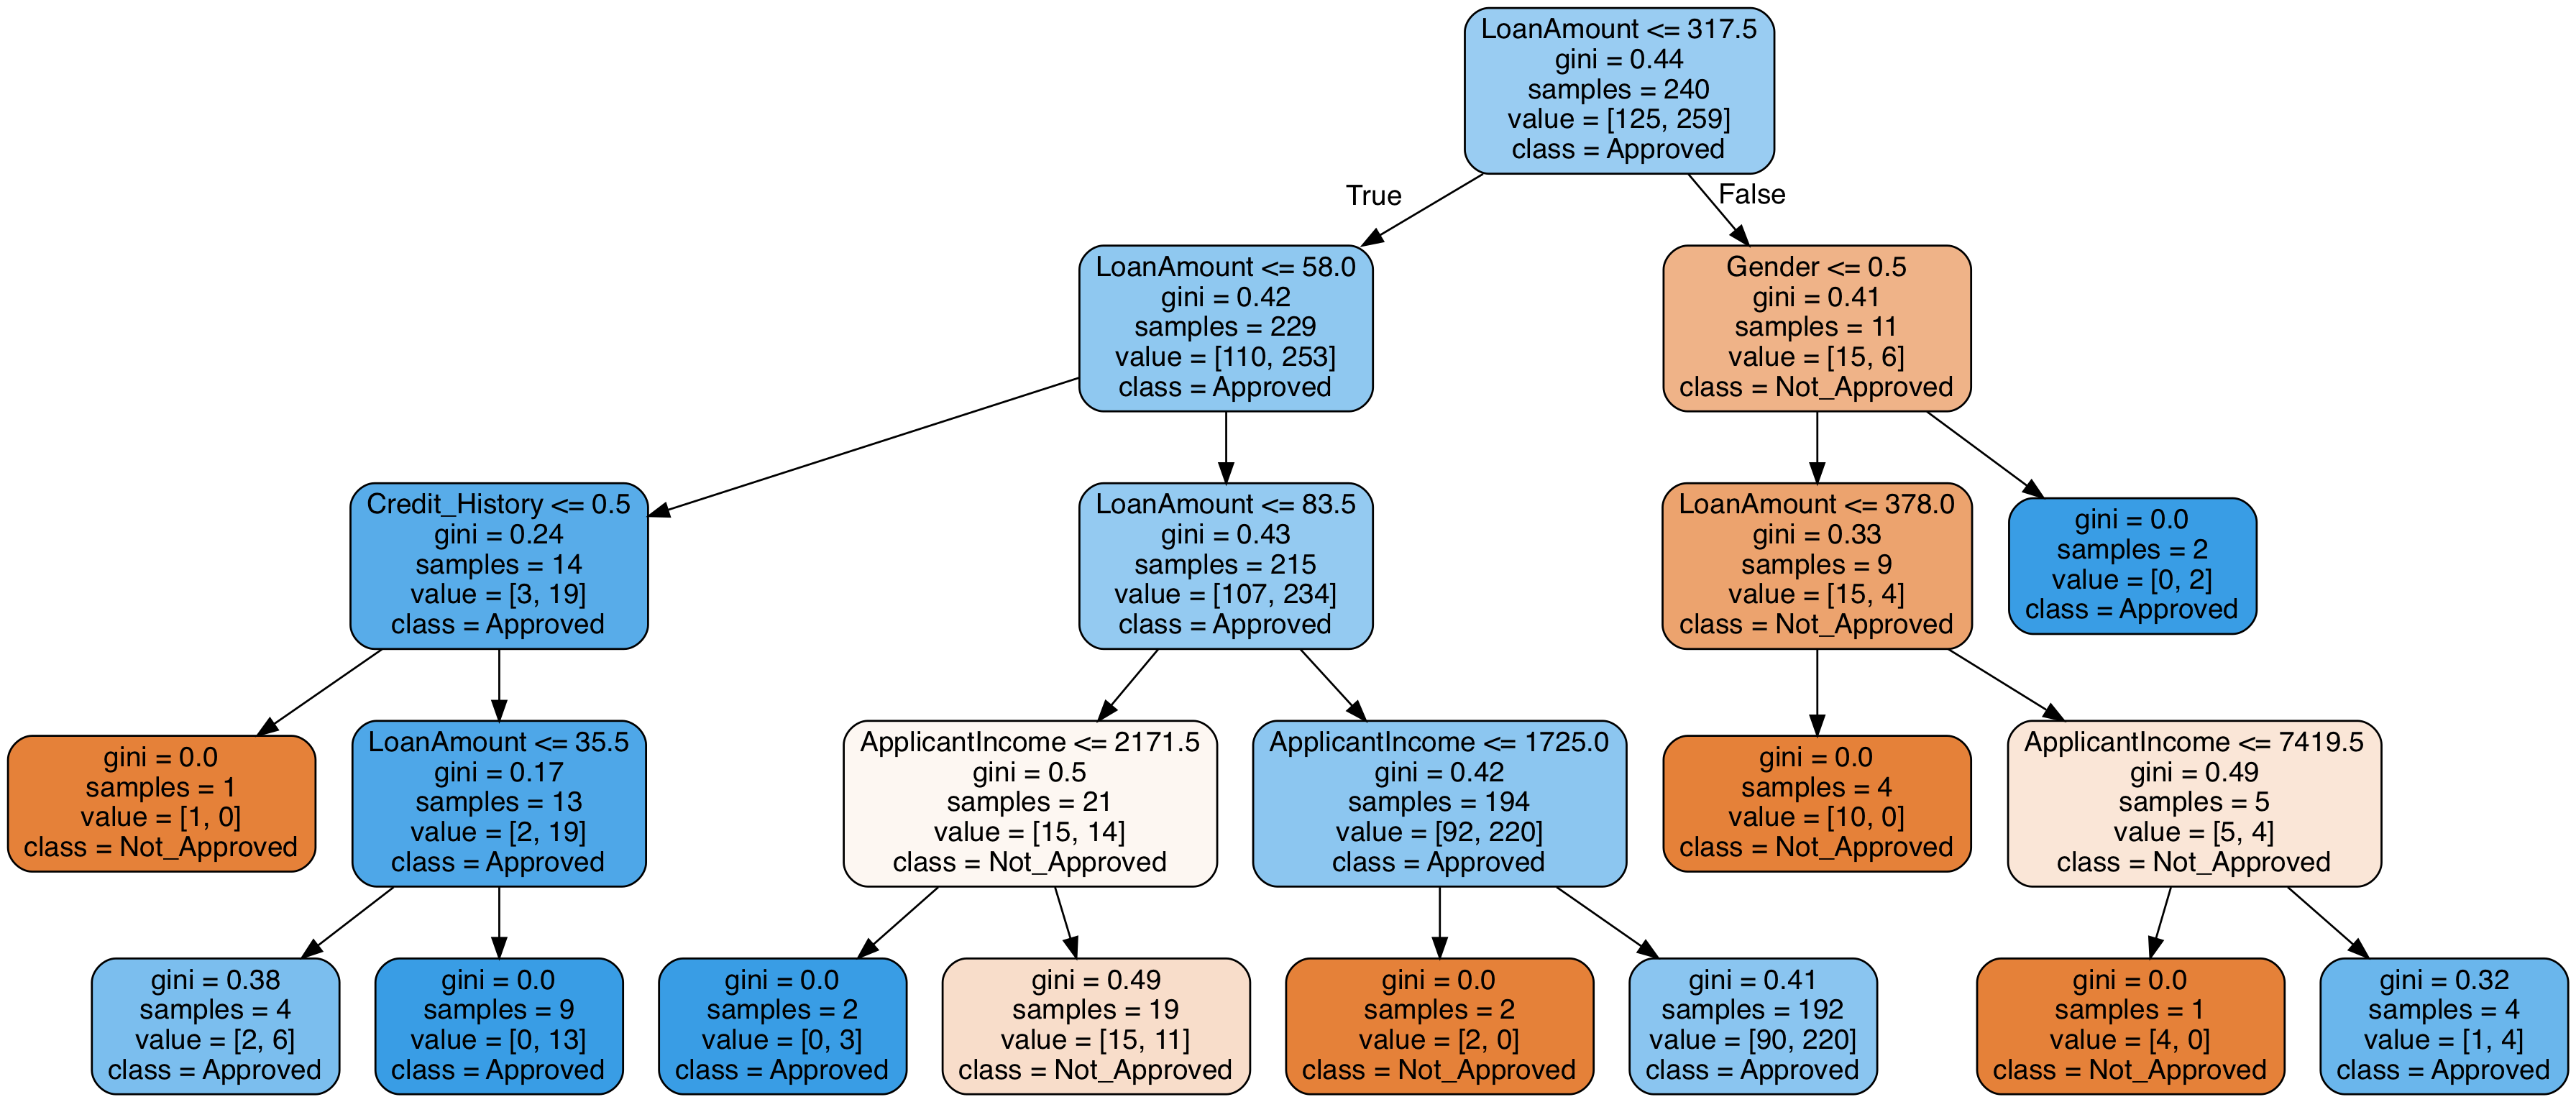 LoanAmount <= 317.5
gini = 0.44
samples = 240
value = [125, 259]
class = Approved
True
False
LoanAmount <= 58.0
gini = 0.42
samples = 229
value = [110, 253]
class = Approved
Gender <= 0.5
gini = 0.41
samples = 11
value = [15, 6]
class = Not_Approved
Credit_History <= 0.5
gini = 0.24
samples = 14
value = [3, 19]
class = Approved
LoanAmount <= 83.5
gini = 0.43
samples = 215
value = [107, 234]
class = Approved
LoanAmount <= 378.0
gini = 0.33
samples = 9
value = [15, 4]
class = Not_Approved
gini = 0.0
samples = 2
value = [0, 2]
class = Approved
gini = 0.0
samples = 1
value = [1, 0]
class = Not_Approved
LoanAmount <= 35.5
gini = 0.17
samples = 13
value = [2, 19]
class = Approved
ApplicantIncome <= 2171.5
gini = 0.5
samples = 21
value = [15, 14]
class = Not_Approved
ApplicantIncome <= 1725.0
gini = 0.42
samples = 194
value = [92, 220]
class = Approved
gini = 0.0
samples = 4
value = [10, 0]
class = Not_Approved
ApplicantIncome <= 7419.5
gini = 0.49
samples = 5
value = [5, 4]
class = Not_Approved
gini = 0.38
samples = 4
value = [2, 6]
class = Approved
gini = 0.0
samples = 9
value = [0, 13]
class = Approved
gini = 0.0
samples = 2
value = [0, 3]
class = Approved
gini = 0.49
samples = 19
value = [15, 11]
class = Not_Approved
gini = 0.0
samples = 2
value = [2, 0]
class = Not_Approved
gini = 0.41
samples = 192
value = [90, 220]
class = Approved
gini = 0.0
samples = 1
value = [4, 0]
class = Not_Approved
gini = 0.32
samples = 4
value = [1, 4]
class = Approved